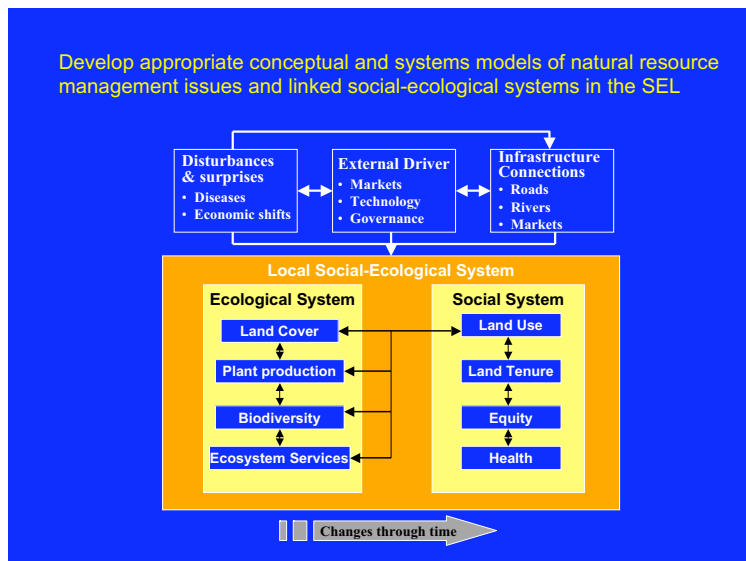 Develop appropriate conceptual and systems models of natural resource
management issues and linked social-ecological systems in the SEL
Disturbances
& surprises
• Diseases
• Economic shifts
External Driver
• Markets
• Technology
• Governance
Infrastructure
Connections
• Roads
• Rivers
• Markets
Local Social-Ecological System
Ecological System
Land Cover
Plant production
Biodiversity
Ecosystem Services
Social System
Land Use
Land Tenure
Equity
Health
Changes through time